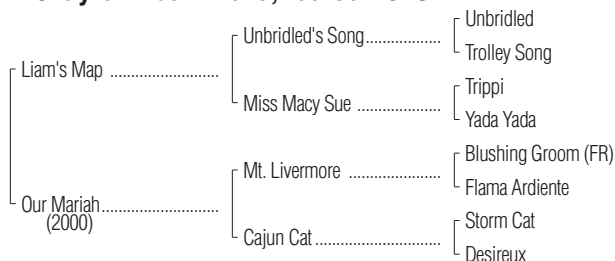 Unbridled
Unbridled's Song
Trolley Song
Liam's Map
Trippi
Miss Macy Sue
Yada Yada
Blushing Groom (FR)
Mt. Livermore
Flama Ardiente
Our Mariah
(2000)
Storm Cat
Cajun Cat
Desireux